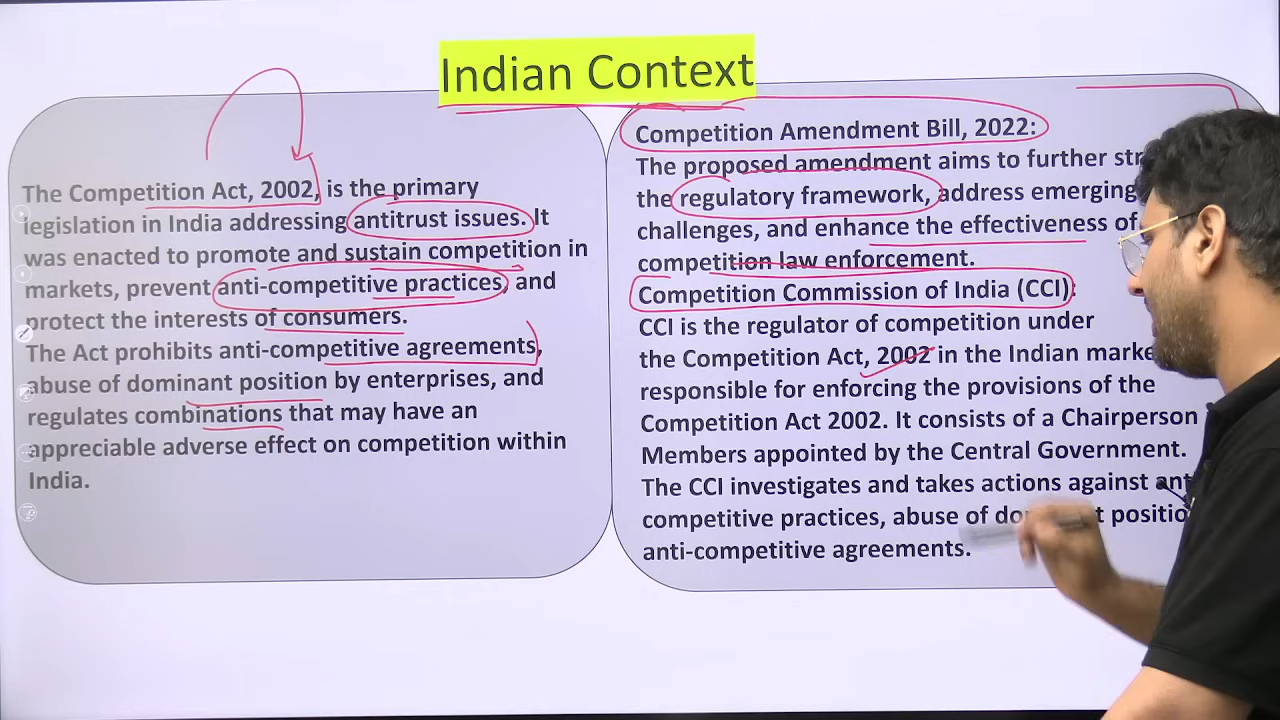 Indian Context
The Competition Act, 2002, is the primary
legislation in India addressing antitrust issues. It
was enacted to promote and sustain competition in
markets, prevent anti-competitive practices, and
protect the interests of consumers.
The Act prohibits anti-competitive agreements,
abuse of dominant position by enterprises, and
regulates combinations that may have an
appreciable adverse effect on competition within
India.
Competition Amendment Bill, 2022:
The proposed amendment aims to further
the regulatory framework, address emerging
challenges, and enhance the effectiveness of
competition law enforcement.
Competition Commission of India (CCI):
CCI is the regulator of competition under
the Competition Act, 2002 in the Indian
responsible for enforcing the provisions of the
Competition Act 2002. It consists of a Chairperson
Members appointed by the Central Government.
The CCI investigates and takes actions against
competitive practices, abuse of
anti-competitive agreements.